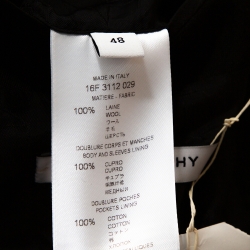 48
MADE IN ITALY
16F 3112 029
MATIERE - FABRIC
100% LAINE
WOOL
ウール
DOUBLURE CORPS ET MANCHES
BODY AND SLEEVES LINING
100% CUPRO
CUPRO
キュプラ
HY
DOUBLURE POCHES
POCKETS LINING
100% COTON
COTTON